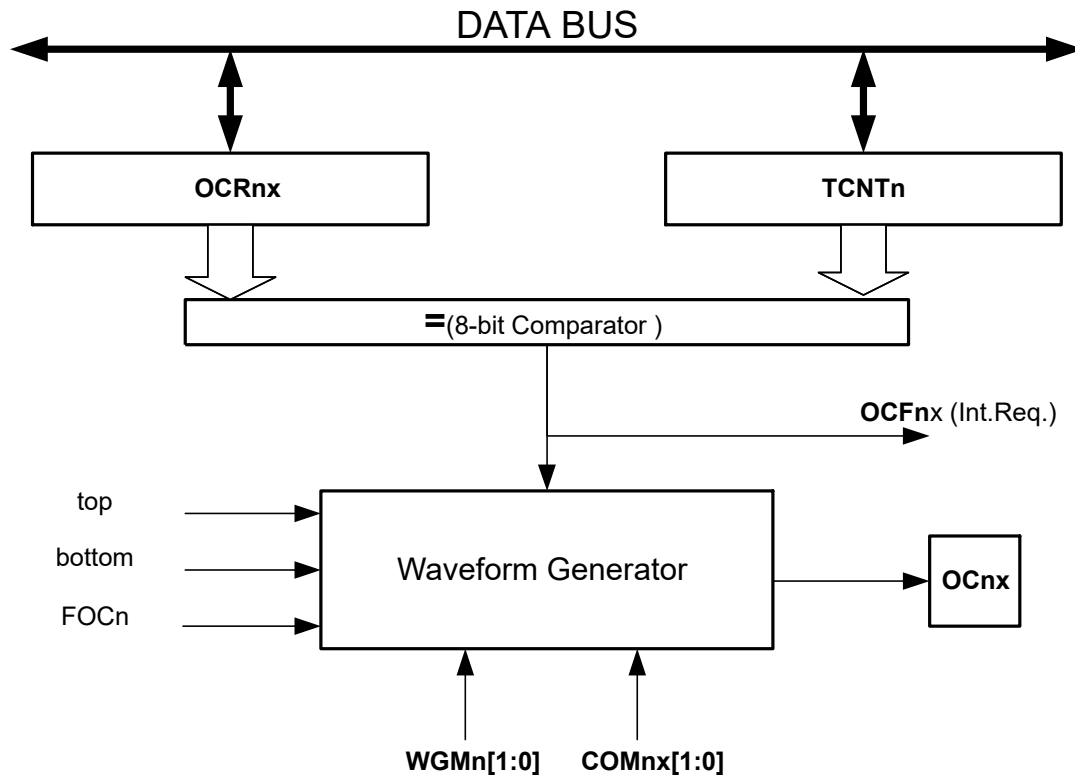 DATA BUS
OCRnx
TCNTn
=(8-bit Comparator )
OCFnx (Int.Req.)
top
bottom
FOCn
Waveform Generator
OCnx
WGMn[1:0]
COMnx[1:0]